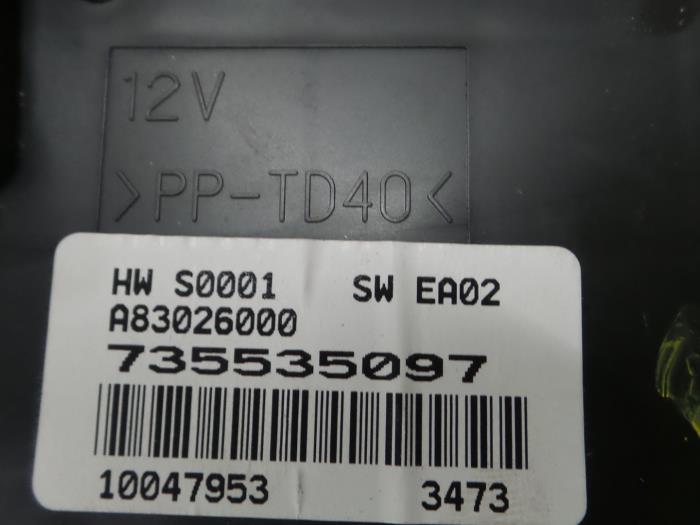 12V
>PP-TD40<
HW S0001 SW EA02
A83026000
735535097
10047953 3473